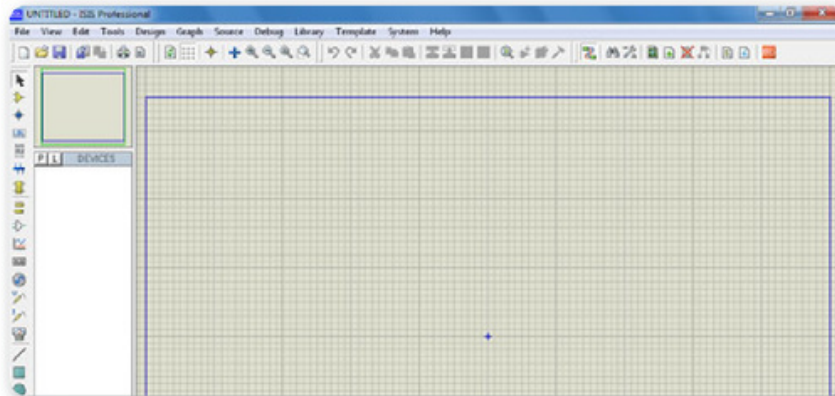 UNTITLED - ISIS Professional
File View Edit Tools Design Graph Source Debug Library Template System Help
P L DEVICES